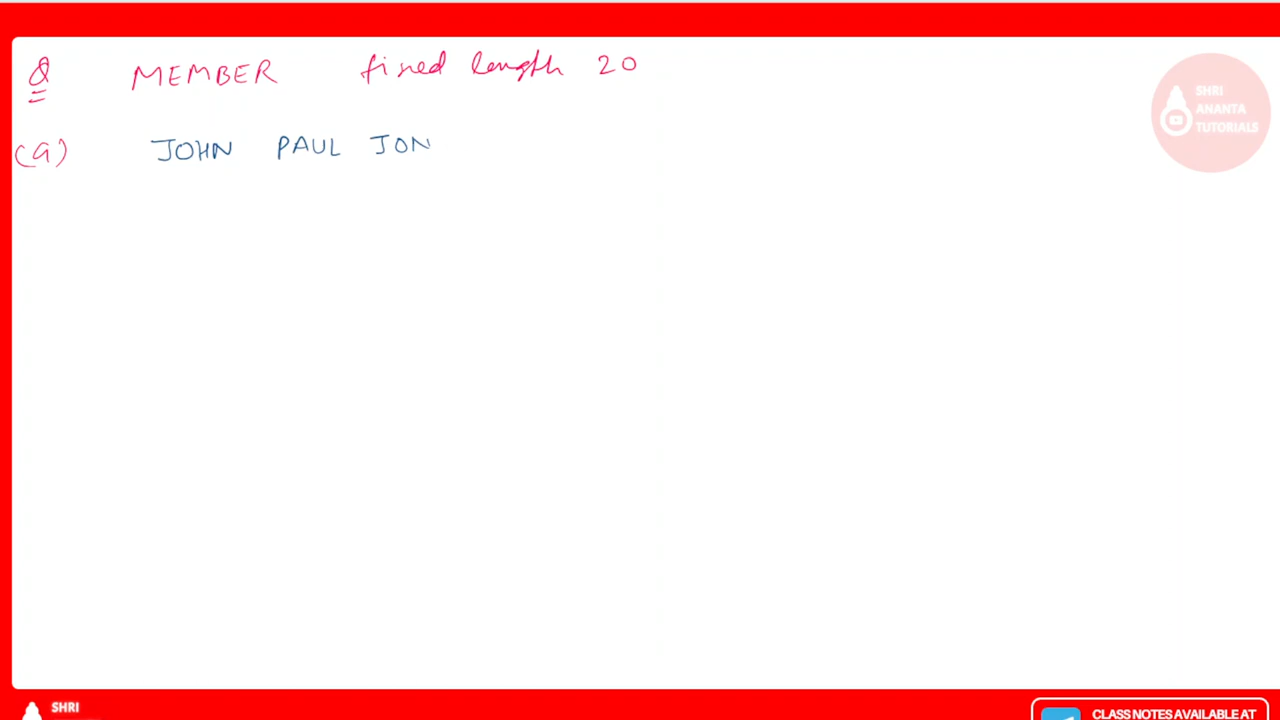 Q MEMBER fixed length 20
(a) JOHN PAUL JON
SHRI
ANANTA
TUTORIALS
SHRI
CLASS NOTES AVAILABLE AT